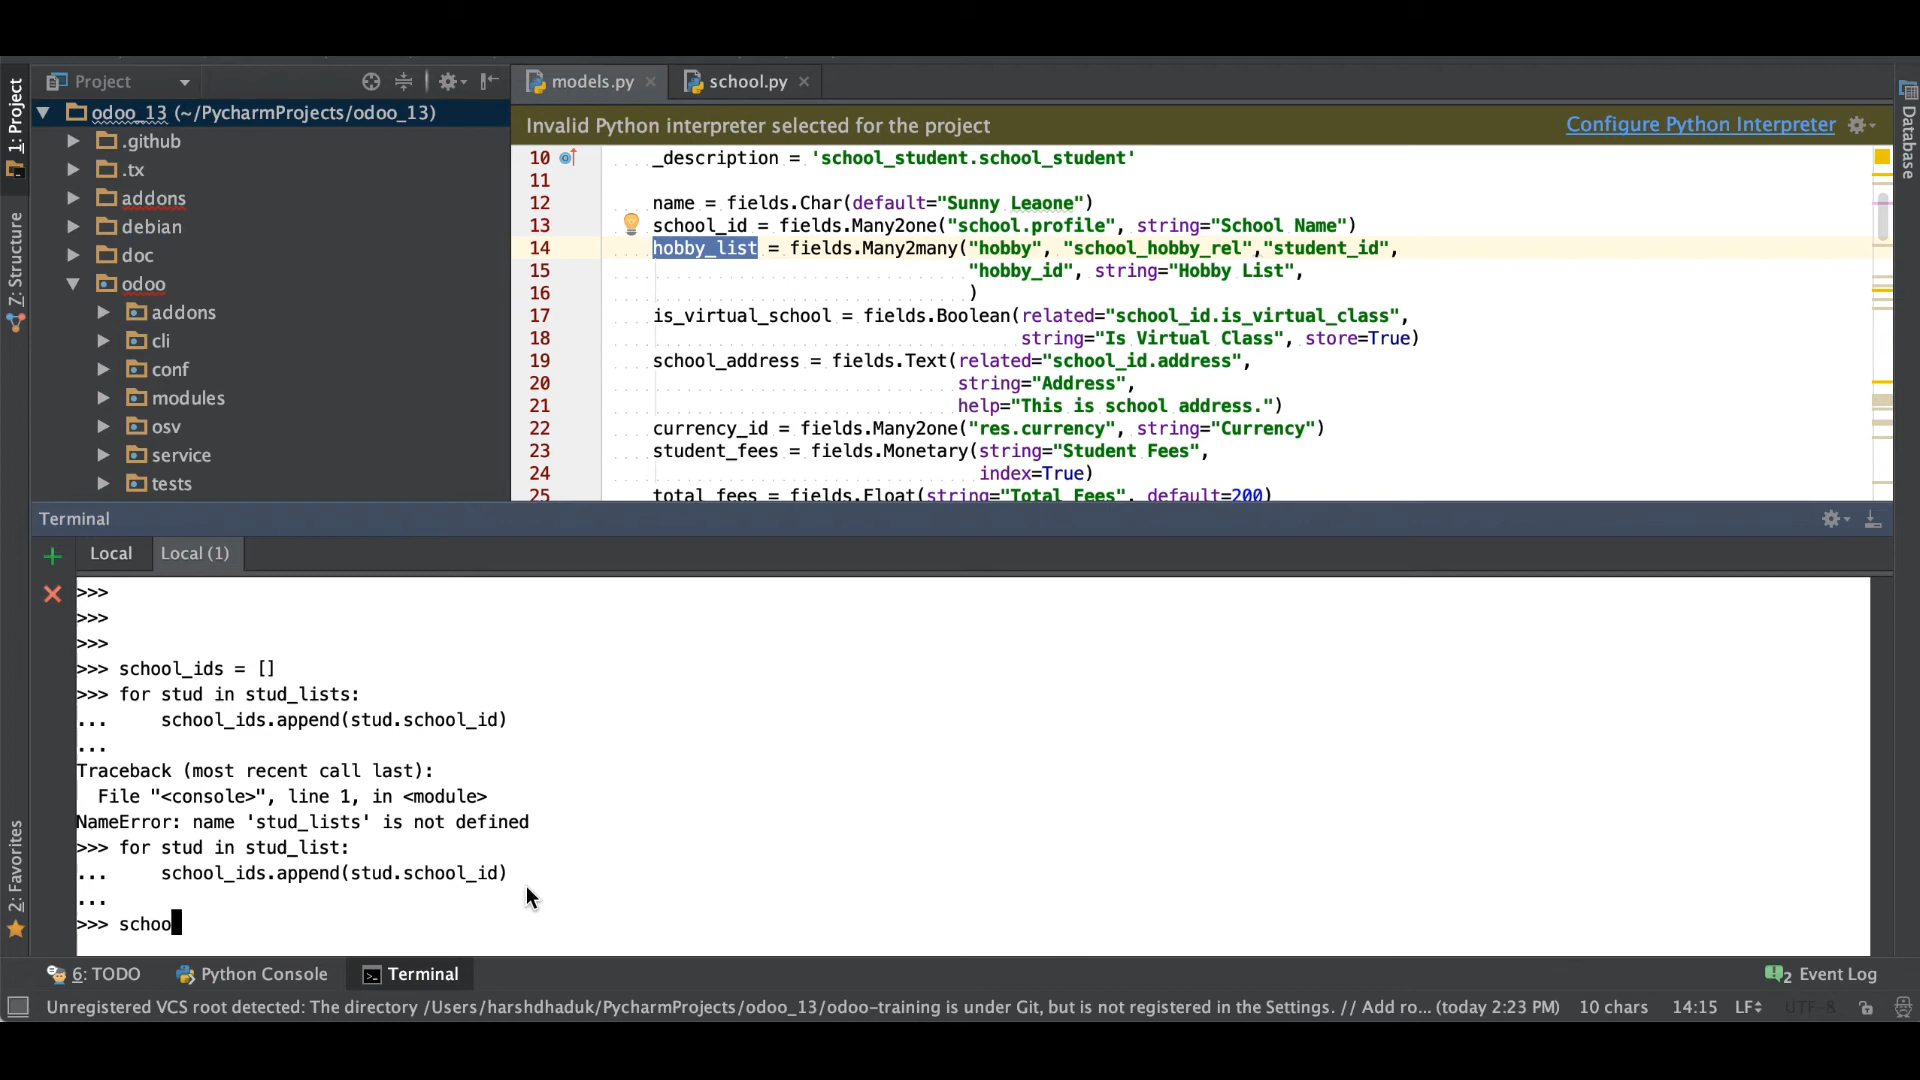 1: Project
Z: Structure
2: Favorites
Project
odoo_13 (~/PycharmProjects/odoo_13)
.github
.tx
addons
debian
doc
odoo
addons
cli
conf
modules
osv
service
tests
models.py
school.py
Invalid Python interpreter selected for the project
Configure Python Interpreter
Database
10 _description = 'school_student.school_student'
11
12 name = fields.Char(default="Sunny Leaone")
13 school_id = fields.Many2one("school.profile", string="School Name")
14 hobby_list = fields.Many2many("hobby", "school_hobby_rel","student_id",
15 "hobby_id", string="Hobby List",
16 )
17 is_virtual_school = fields.Boolean(related="school_id.is_virtual_class",
18 string="Is Virtual Class", store=True)
19 school_address = fields.Text(related="school_id.address",
20 string="Address",
21 help="This is school address.")
22 currency_id = fields.Many2one("res.currency", string="Currency")
23 student_fees = fields.Monetary(string="Student Fees",
24 index=True)
25 total_fees = fields.Float(string="Total Fees", default=200)
Terminal
Local
Local (1)
>>>
>>>
>>>
>>> school_ids = []
>>> for stud in stud_lists:
...     school_ids.append(stud.school_id)
...
Traceback (most recent call last):
  File "<console>", line 1, in <module>
NameError: name 'stud_lists' is not defined
>>> for stud in stud_list:
...     school_ids.append(stud.school_id)
...
>>> schoo
6: TODO
Python Console
Terminal
2 Event Log
Unregistered VCS root detected: The directory /Users/harshdhaduk/PycharmProjects/odoo_13/odoo-training is under Git, but is not registered in the Settings. // Add ro... (today 2:23 PM)
10 chars
14:15
LF
UTF-8